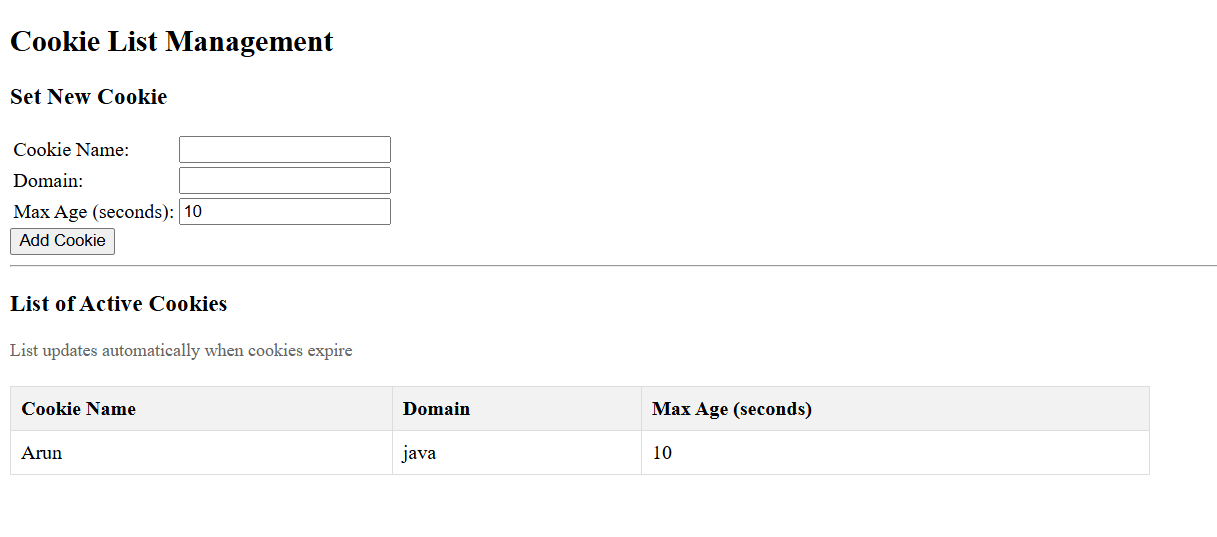 Cookie List Management
Set New Cookie
Cookie Name:
Domain:
Max Age (seconds): 10
Add Cookie
List of Active Cookies
List updates automatically when cookies expire
Cookie Name Domain Max Age (seconds)
Arun java 10